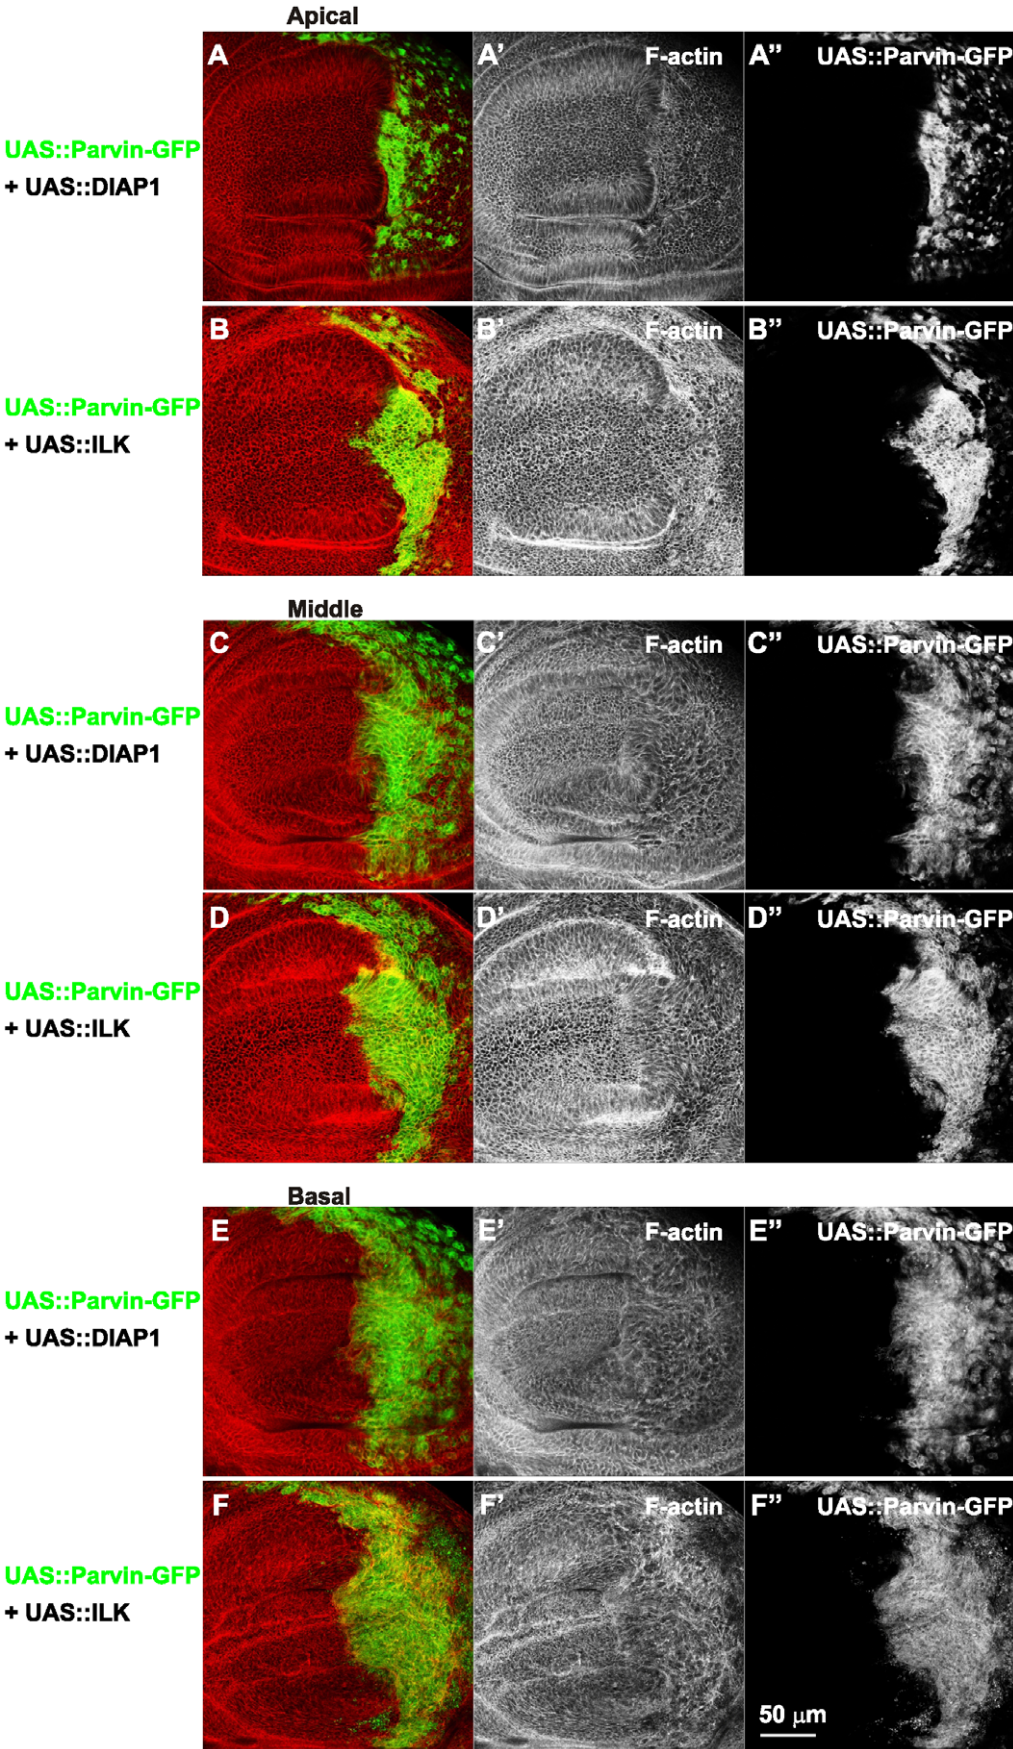 Apical
UAS::Parvin-GFP
+ UAS::DIAP1
A
A’
F-actin
A’’
UAS::Parvin-GFP
UAS::Parvin-GFP
+ UAS::ILK
B
B’
F-actin
B’’
UAS::Parvin-GFP
Middle
UAS::Parvin-GFP
+ UAS::DIAP1
C
C’
F-actin
C’’
UAS::Parvin-GFP
UAS::Parvin-GFP
+ UAS::ILK
D
D’
F-actin
D’’
UAS::Parvin-GFP
Basal
UAS::Parvin-GFP
+ UAS::DIAP1
E
E’
F-actin
E’’
UAS::Parvin-GFP
UAS::Parvin-GFP
+ UAS::ILK
F
F’
F-actin
F’’
UAS::Parvin-GFP
50 μm